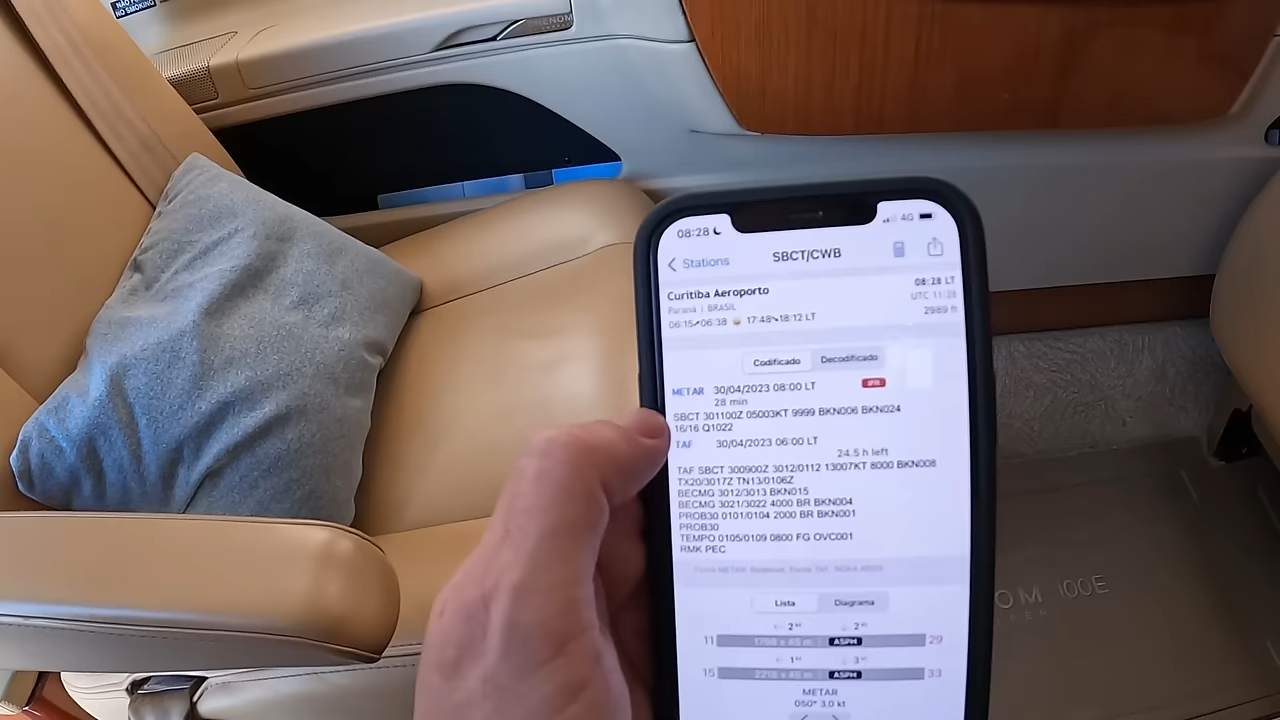 NO SMOKING
PHENOM
08:28 4G
Stations SBCT/CWB
Curitiba Aeroporto 08:28 LT
Paraná | BRASIL UTC 11:28
06:15 06:38 17:48 18:12 LT 2989 ft
Codificado Decodificado
METAR 30/04/2023 08:00 LT IFR
28 min
SBCT 301100Z 05003KT 9999 BKN006 BKN024
16/16 Q1022
TAF 30/04/2023 06:00 LT
24.5 h left
TAF SBCT 300900Z 3012/0112 13007KT 8000 BKN008
TX20/3017Z TN13/0106Z
BECMG 3012/3013 BKN015
BECMG 3021/3022 4000 BR BKN004
PROB30 0101/0104 2000 BR BKN001
PROB30
TEMPO 0105/0109 0800 FG OVC001
RMK PEC
Lista Diagrama
11 ASPH 29
15 ASPH 33
METAR
050° 3.0 kt
OM 100E